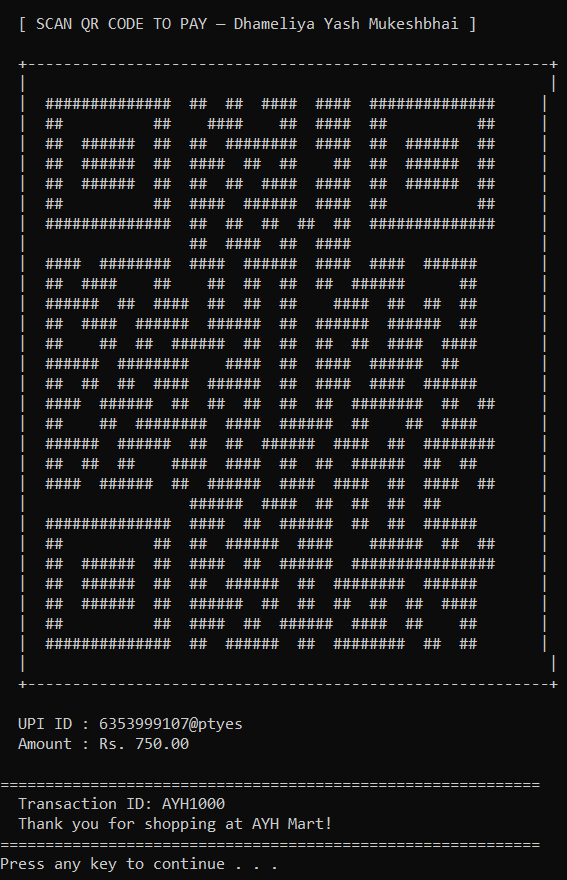 [ SCAN QR CODE TO PAY – Dhameliya Yash Mukeshbhai ]
UPI ID : 6353999107@ptyes
Amount : Rs. 750.00
============================================================
Transaction ID: AYH1000
Thank you for shopping at AYH Mart!
============================================================
Press any key to continue . . .